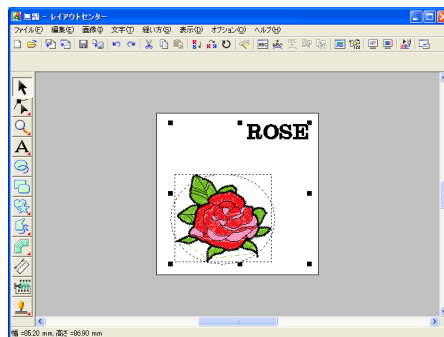 無題 - レイアウトセンター
ファイル(F) 編集(E) 画像(I) 文字(T) 縫い方(S) 表示(D) オプション(O) ヘルプ(H)
ABC
ROSE
A
幅 =85.20 mm, 高さ =86.90 mm